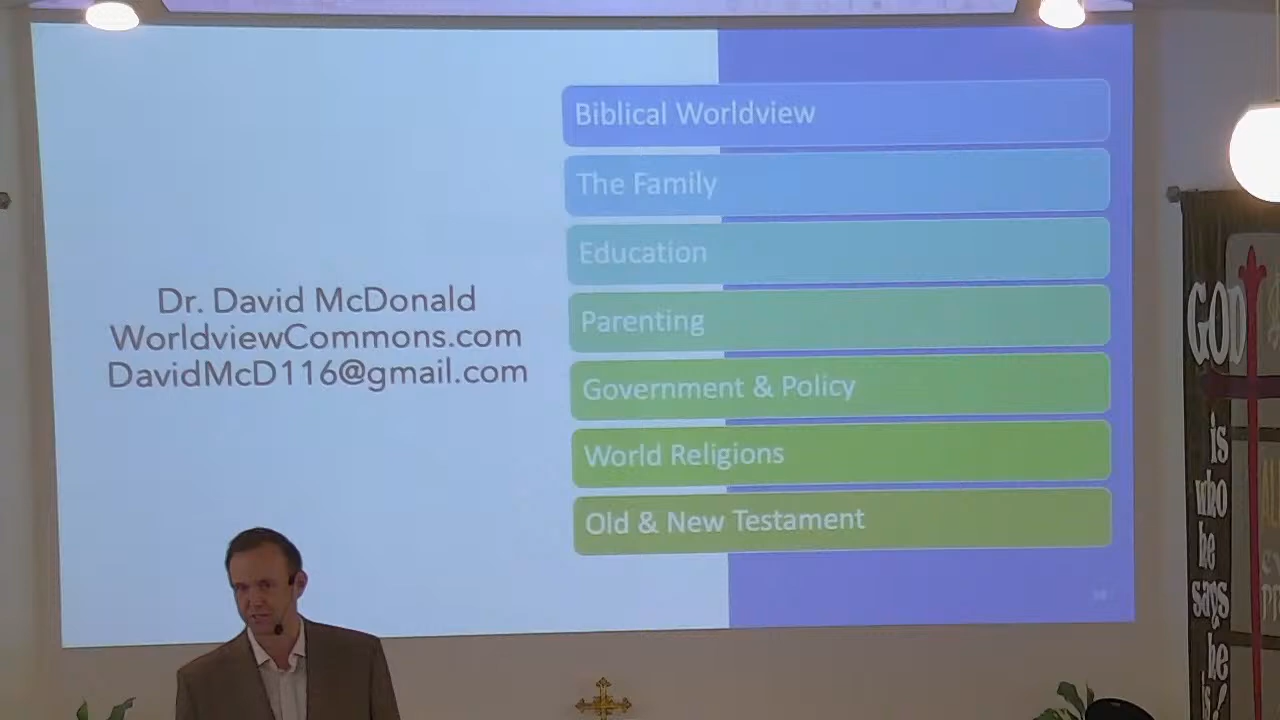 Dr. David McDonald
WorldviewCommons.com
DavidMcD116@gmail.com
Biblical Worldview
The Family
Education
Parenting
Government & Policy
World Religions
Old & New Testament
GOD
is
who
he
says
he